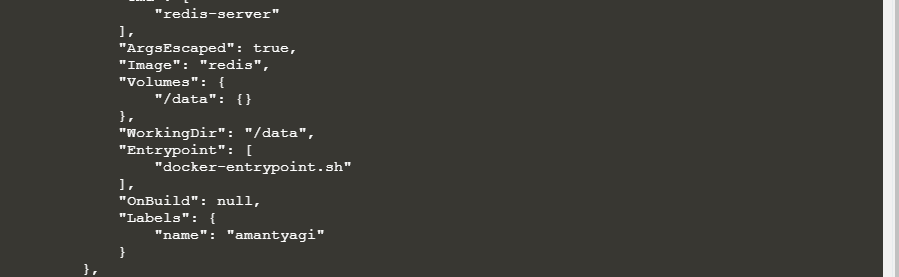 "redis-server"
],
"ArgsEscaped": true,
"Image": "redis",
"Volumes": {
"/data": {}
},
"WorkingDir": "/data",
"Entrypoint": [
"docker-entrypoint.sh"
],
"OnBuild": null,
"Labels": {
"name": "amantyagi"
}
},